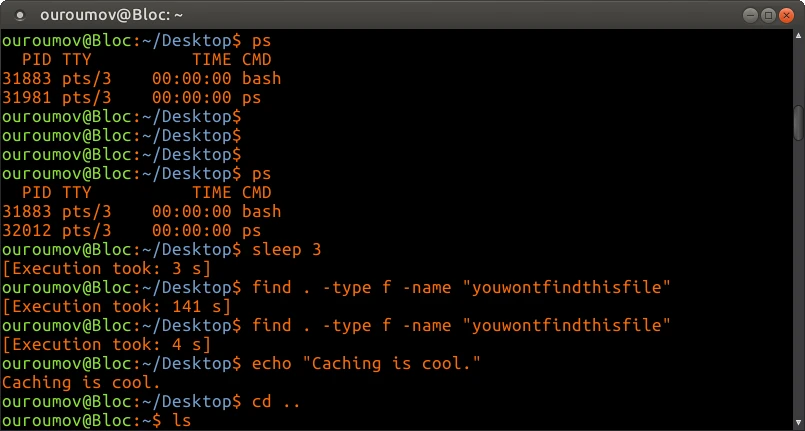 ouroumov@Bloc: ~
ouroumov@Bloc:~/Desktop$ ps
  PID TTY          TIME CMD
31883 pts/3    00:00:00 bash
31981 pts/3    00:00:00 ps
ouroumov@Bloc:~/Desktop$
ouroumov@Bloc:~/Desktop$
ouroumov@Bloc:~/Desktop$
ouroumov@Bloc:~/Desktop$ ps
  PID TTY          TIME CMD
31883 pts/3    00:00:00 bash
32012 pts/3    00:00:00 ps
ouroumov@Bloc:~/Desktop$ sleep 3
[Execution took: 3 s]
ouroumov@Bloc:~/Desktop$ find . -type f -name "youwontfindthisfile"
[Execution took: 141 s]
ouroumov@Bloc:~/Desktop$ find . -type f -name "youwontfindthisfile"
[Execution took: 4 s]
ouroumov@Bloc:~/Desktop$ echo "Caching is cool."
Caching is cool.
ouroumov@Bloc:~/Desktop$ cd ..
ouroumov@Bloc:~$ ls